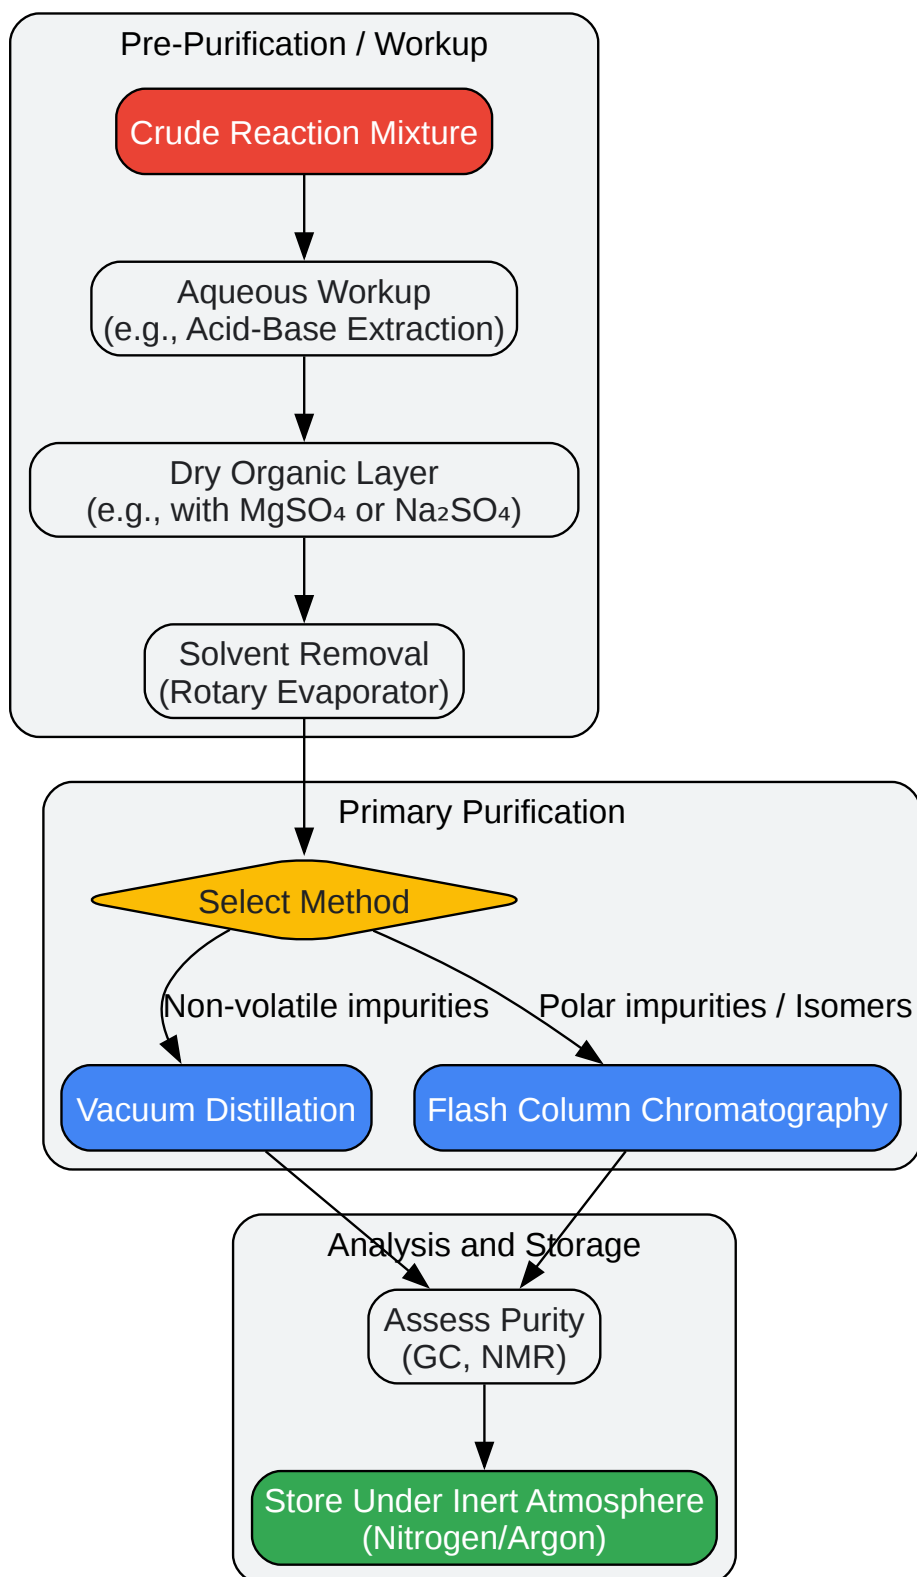 Pre-Purification / Workup
Crude Reaction Mixture
Aqueous Workup
(e.g., Acid-Base Extraction)
Dry Organic Layer
(e.g., with MgSO₄ or Na₂SO₄)
Solvent Removal
(Rotary Evaporator)
Primary Purification
Select Method
Non-volatile impurities
Polar impurities / Isomers
Vacuum Distillation
Flash Column Chromatography
Analysis and Storage
Assess Purity
(GC, NMR)
Store Under Inert Atmosphere
(Nitrogen/Argon)